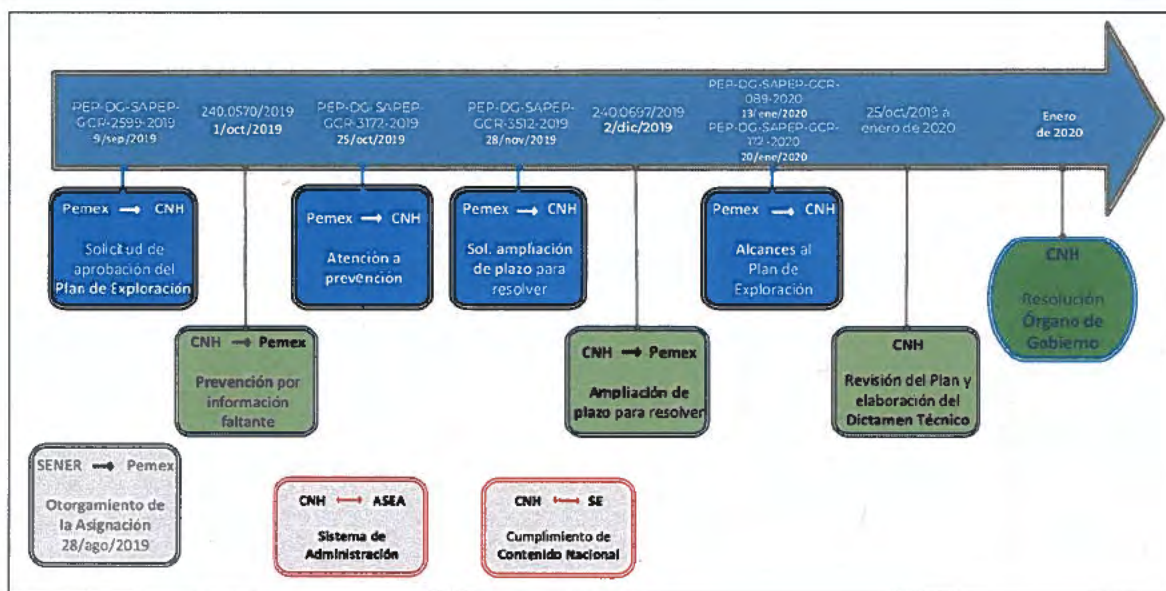 PEP-DG-SAPEP-
GCR-2599-2019
9/sep/2019
240.0570/2019
1/oct/2019
PEP-DG-SAPEP-
GCR-3172-2019
25/oct/2019
PEP-DG-SAPEP-
GCR-3512-2019
28/nov/2019
240.0697/2019
2/dic/2019
PEP-DG-SAPEP-GCR-
089-2020
13/ene/2020
PEP-DG-SAPEP-GCR-
172-2020
20/ene/2020
25/oct/2019 a
enero de 2020
Enero
de 2020
Pemex → CNH
Solicitud de
aprobación del
Plan de Exploración
Pemex → CNH
Atención a
prevención
Pemex → CNH
Sol. ampliación
de plazo para
resolver
Pemex → CNH
Alcances al
Plan de
Exploración
CNH
Resolución
Órgano de
Gobierno
CNH → Pemex
Prevención por
información
faltante
CNH → Pemex
Ampliación de
plazo para resolver
CNH
Revisión del Plan y
elaboración del
Dictamen Técnico
SENER → Pemex
Otorgamiento de
la Asignación
28/ago/2019
CNH ↔ ASEA
Sistema de
Administración
CNH ↔ SE
Cumplimiento de
Contenido Nacional